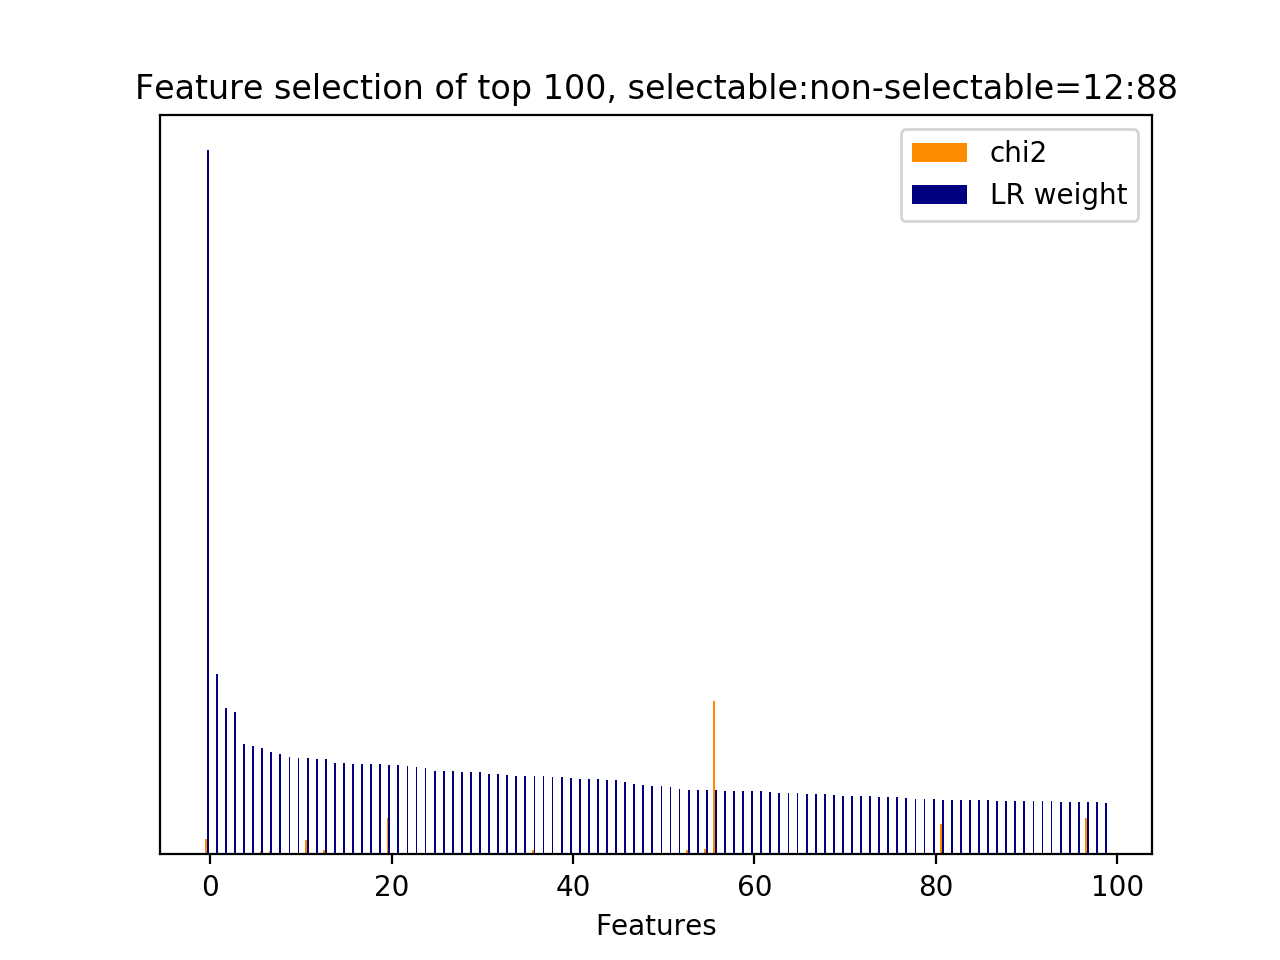 Feature selection of top 100, selectable:non-selectable=12:88
chi2
LR weight
0 20 40 60 80 100
Features